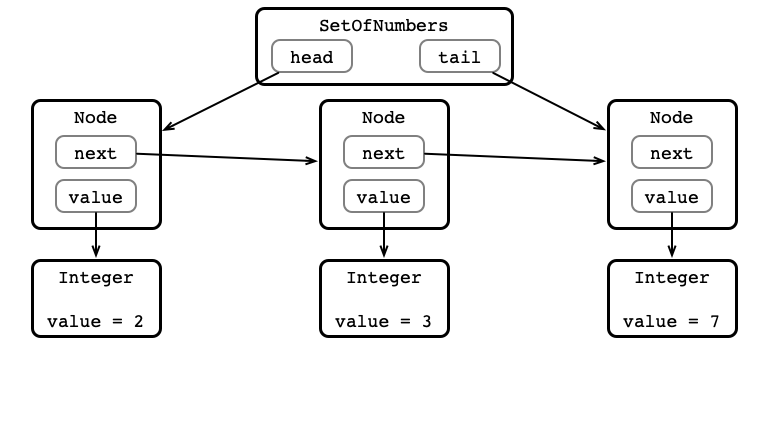 SetOfNumbers
head tail
Node Node Node
next next next
value value value
Integer Integer Integer
value = 2 value = 3 value = 7